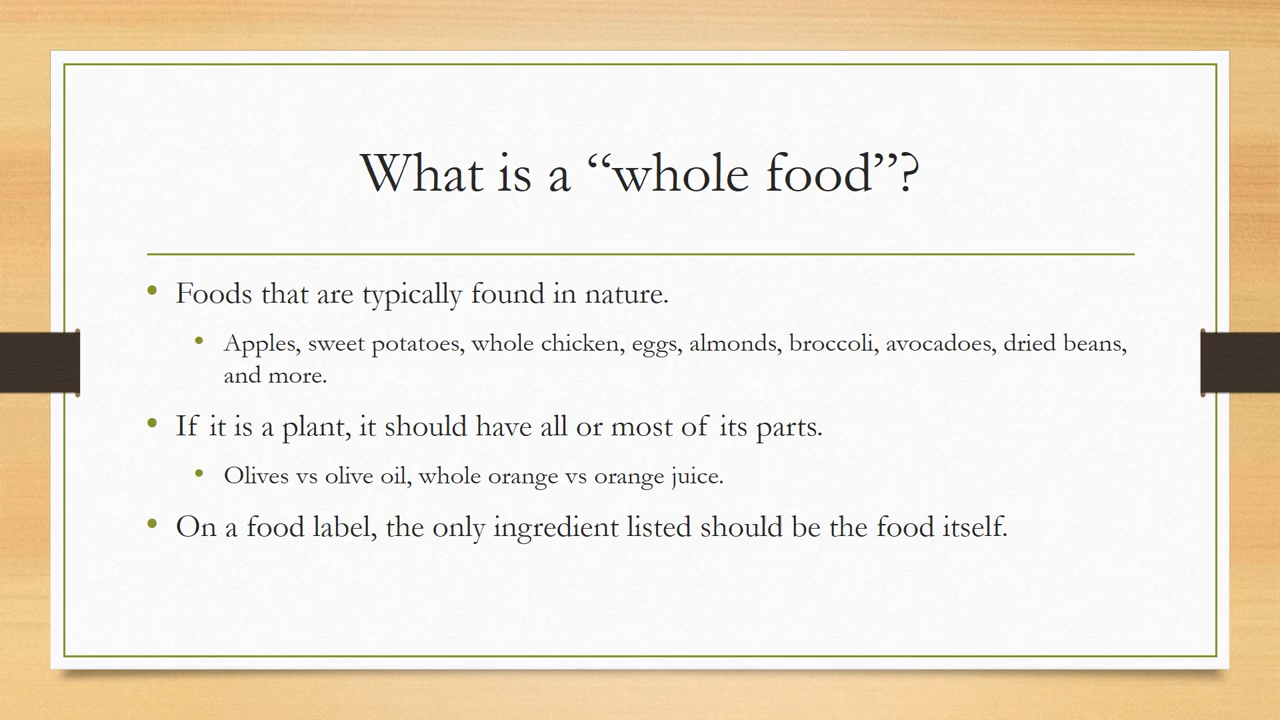 What is a “whole food”?
• Foods that are typically found in nature.
• Apples, sweet potatoes, whole chicken, eggs, almonds, broccoli, avocadoes, dried beans,
and more.
• If it is a plant, it should have all or most of its parts.
• Olives vs olive oil, whole orange vs orange juice.
• On a food label, the only ingredient listed should be the food itself.